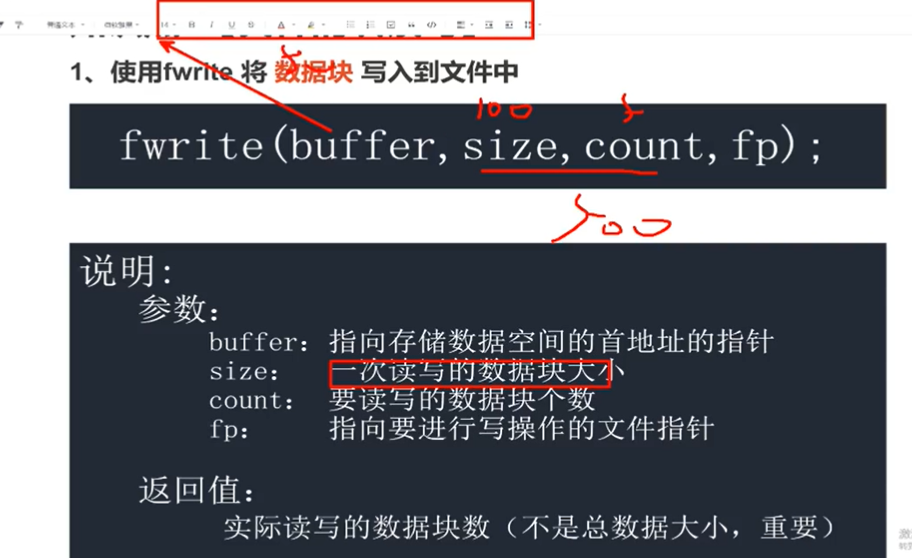 1、使用fwrite 将 数据块 写入到文件中
100
fwrite(buffer,size,count,fp);
说明:
参数:
buffer: 指向存储数据空间的首地址的指针
size: 一次读写的数据块大小
count: 要读写的数据块个数
fp: 指向要进行写操作的文件指针
返回值:
实际读写的数据块数（不是总数据大小，重要）